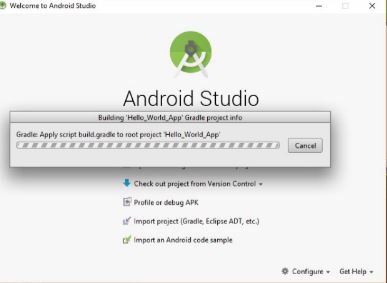 Welcome to Android Studio
Android Studio
Building 'Hello_World_App' Gradle project info
Gradle: Apply script build.gradle to root project 'Hello_World_App'
Cancel
Check out project from Version Control
Profile or debug APK
Import project (Gradle, Eclipse ADT, etc.)
Import an Android code sample
Configure
Get Help